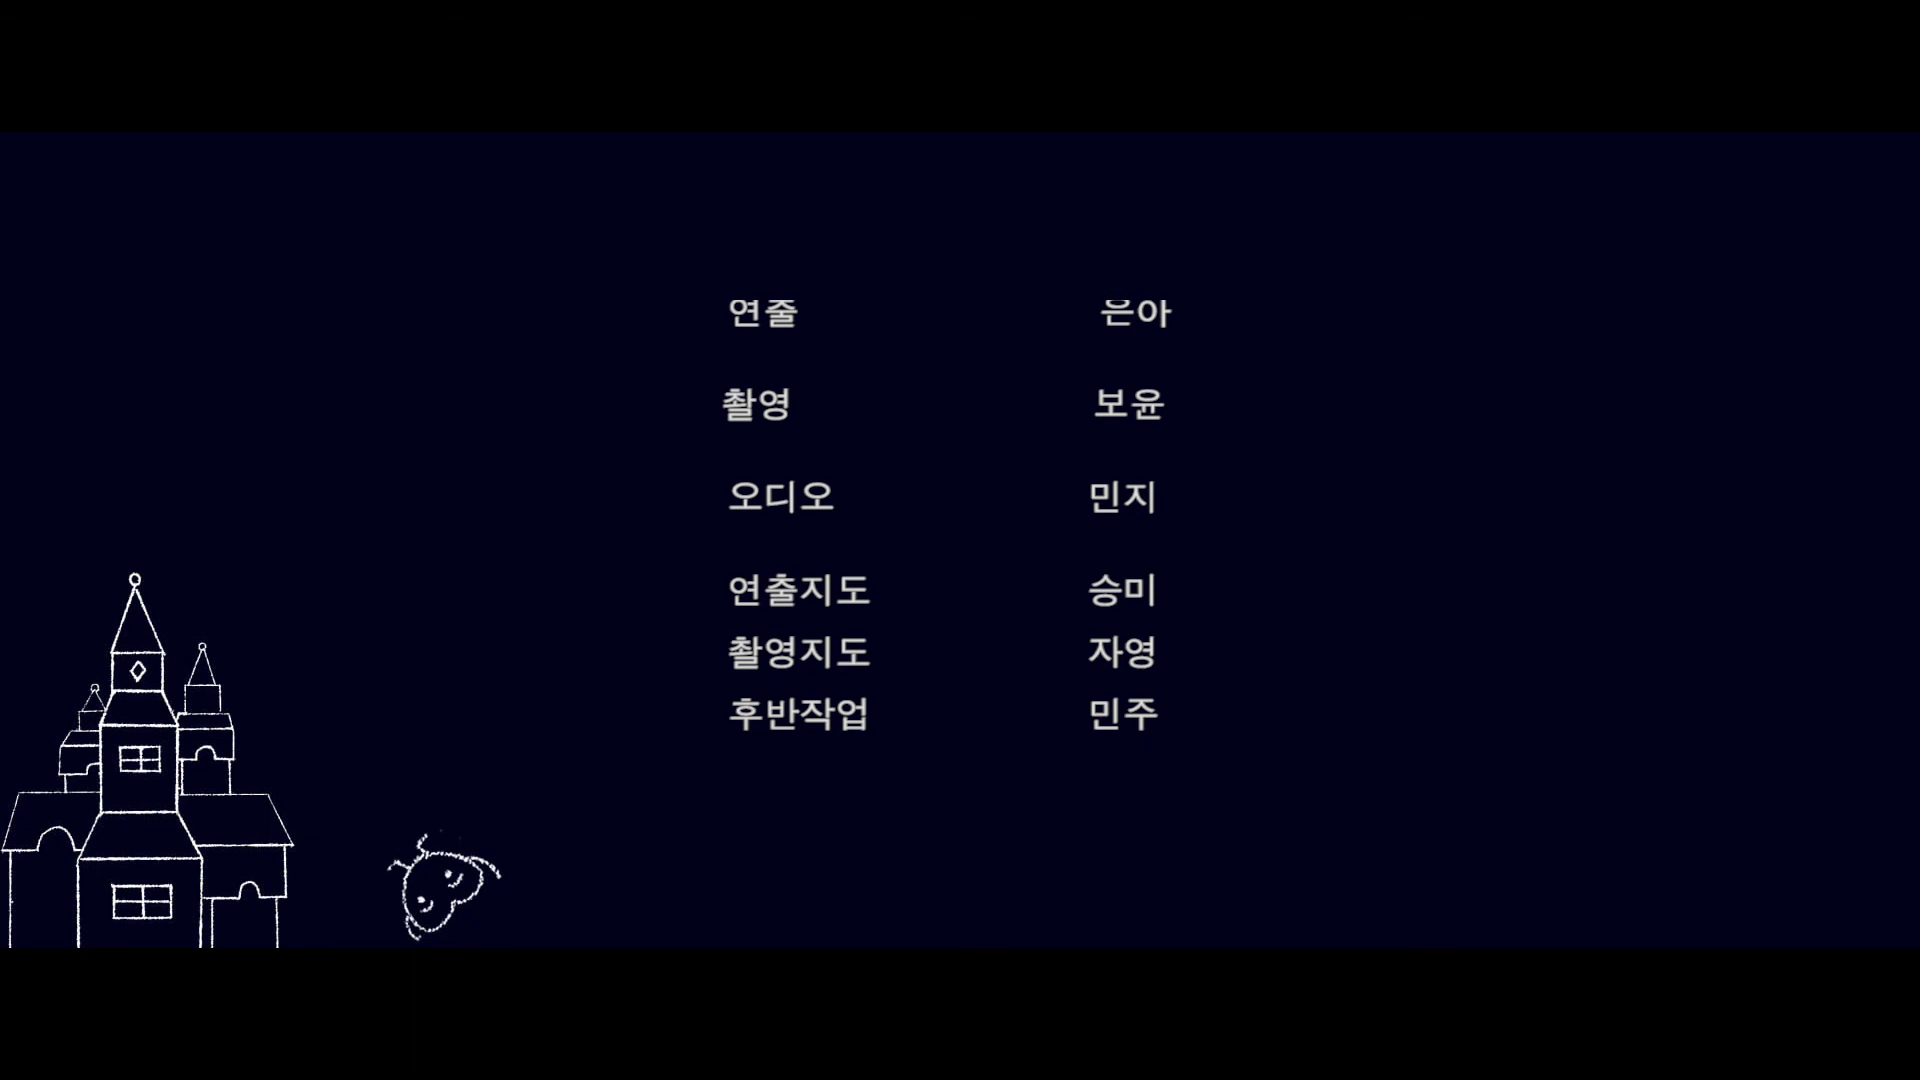 연출 은아
촬영 보윤
오디오 민지
연출지도 승미
촬영지도 자영
후반작업 민주